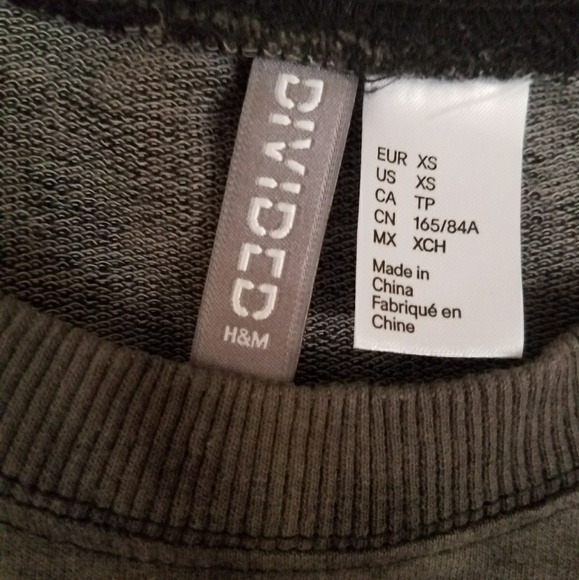 DIVIDED
H&M
EUR XS
US XS
CA TP
CN 165/84A
MX XCH
Made in
China
Fabriqué en
Chine